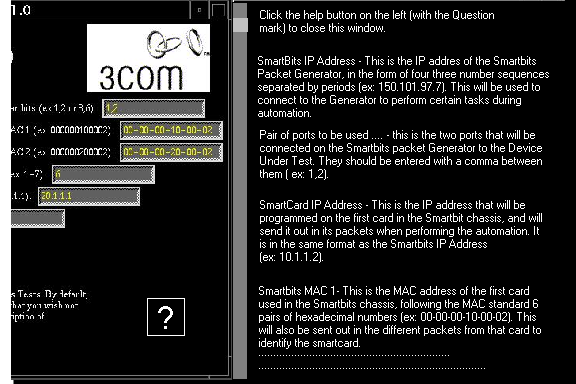 1.0
3COM
bits (ex 1,2 or 3,6)
1,2
000000100002)
00-00-00-10-00-02
000000200002)
00-00-00-20-00-02
ex 1-7)
6
20.1.1.1
s Tests. By default,
that you wish not
?
Click the help button on the left (with the Question
mark) to close this window.
SmartBits IP Address - This is the IP addres of the Smartbits
Packet Generator, in the form of four three number sequences
separated by periods (ex: 150.101.97.7). This will be used to
connect to the Generator to perform certain tasks during
automation.
Pair of ports to be used .... - this is the two ports that will be
connected on the Smartbits packet Generator to the Device
Under Test. They should be entered with a comma between
them ( ex: 1,2).
SmartCard IP Address - This is the IP address that will be
programmed on the first card in the Smartbit chassis, and will
send it out in its packets when performing the automation. It
is in the same format as the Smartbits IP Address
(ex: 10.1.1.2).
Smartbits MAC 1- This is the MAC address of the first card
used in the Smartbits chassis, following the MAC standard 6
pairs of hexadecimal numbers (ex: 00-00-00-10-00-02). This
will also be sent out in the different packets from that card to
identify the smartcard.